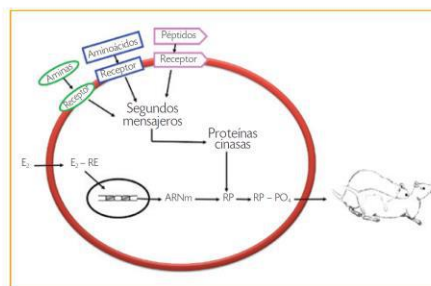 Péptidos
Aminoácidos
Aminas
Receptor
Receptor
Receptor
Segundos
mensajeros
Proteínas
cinasas
E₂
E₂ – RE
ARNm
RP
RP – PO₄